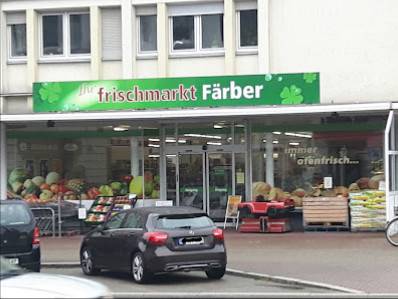 Ihr frischmarkt Färber
immer
ofenfrisch...